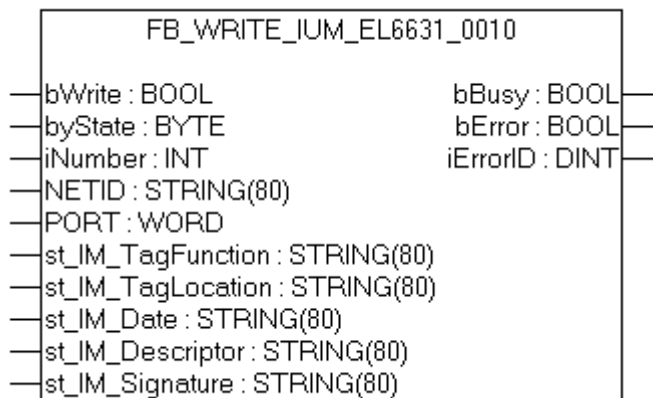 FB_WRITE_IUM_EL6631_0010
bWrite : BOOL bBusy : BOOL
byState : BYTE bError : BOOL
iNumber : INT iErrorID : DINT
NETID : STRING(80)
PORT : WORD
st_IM_TagFunction : STRING(80)
st_IM_TagLocation : STRING(80)
st_IM_Date : STRING(80)
st_IM_Descriptor : STRING(80)
st_IM_Signature : STRING(80)